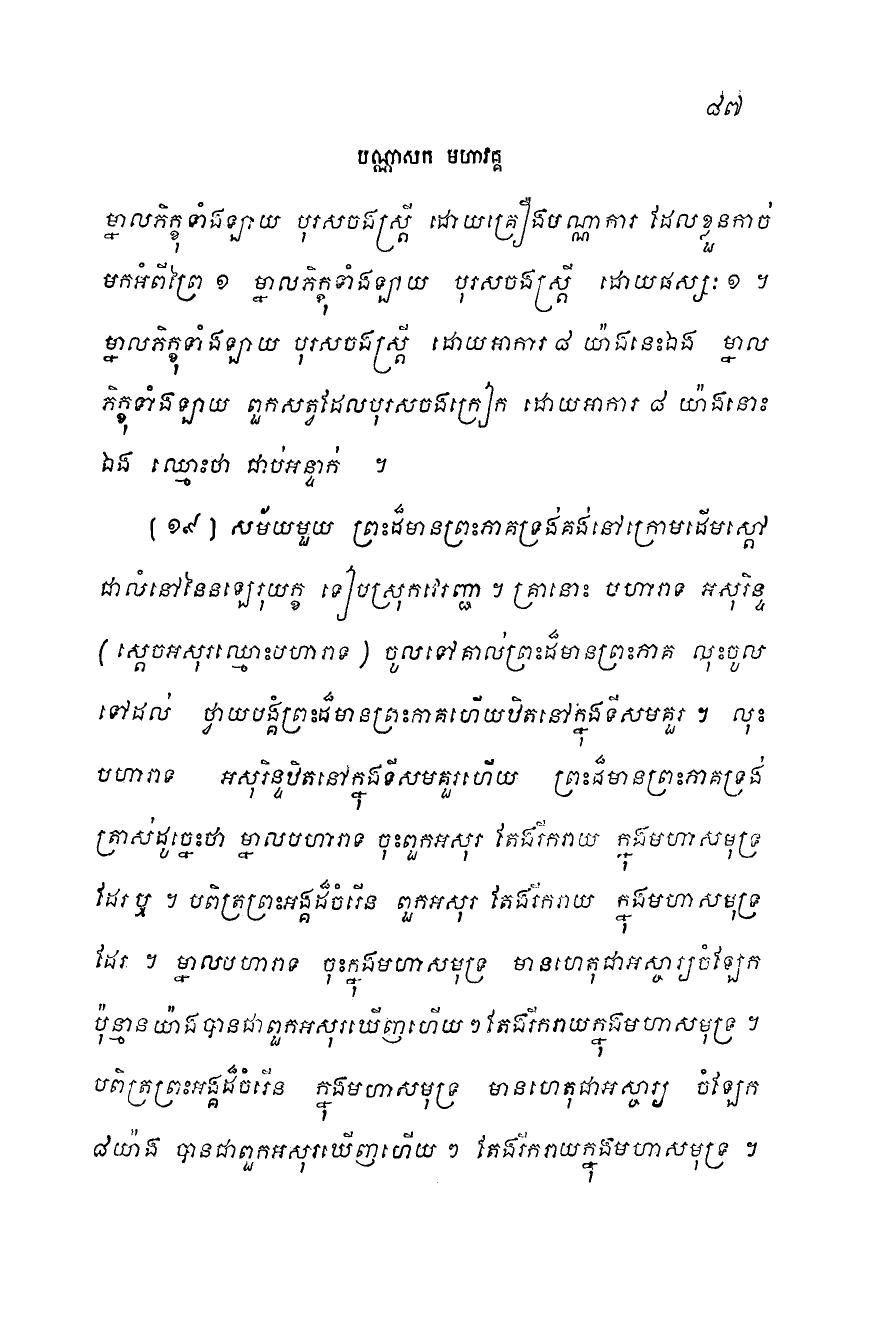 ៨៧
បណ្ណាសក មហាវគ្គ
ម្នាលភិក្ខុទាំងឡាយ បុរសចងស្ត្រី ដោយគ្រឿងបណ្ណាការ ដែលខ្លួនកាច់
មកអំពីព្រៃ ១ ម្នាលភិក្ខុទាំងឡាយ បុរសចងស្ត្រី ដោយផស្សៈ ១ ។
ម្នាលភិក្ខុទាំងឡាយ បុរសចងស្ត្រី ដោយអាការ ៨ យ៉ាងនេះឯង ម្នាល
ភិក្ខុទាំងឡាយ ពួកសត្វដែលបុរសចងក្រៀក ដោយអាការ ៨ យ៉ាងនោះ
ឯង ឈ្មោះថា ជាប់អន្ទាក់ ។
( ១៩ ) សម័យមួយ ព្រះដ៏មានព្រះភាគទ្រង់គង់នៅក្រោមដើមស្តៅ
ជាលំនៅនៃនឡេរុយក្ខ ទៀបស្រុកវេរញ្ជា ។ គ្រានោះ បហារាទ អសុរិន្ទ
( ស្តេចអសុរឈ្មោះបហារាទ ) ចូលទៅគាល់ព្រះដ៏មានព្រះភាគ លុះចូល
ទៅដល់ ថ្វាយបង្គំព្រះដ៏មានព្រះភាគហើយឋិតនៅក្នុងទីសមគួរ ។ លុះ
បហារាទ អសុរិន្ទឋិតនៅក្នុងទីសមគួរហើយ ព្រះដ៏មានព្រះភាគទ្រង់
ត្រាស់ដូច្នេះថា ម្នាលបហារាទ ចុះពួកអសុរ តែងរីករាយ ក្នុងមហាសមុទ្រ
ដែរឬ ។ បពិត្រព្រះអង្គដ៏ចំរើន ពួកអសុរ តែងរីករាយ ក្នុងមហាសមុទ្រ
ដែរ ។ ម្នាលបហារាទ ចុះក្នុងមហាសមុទ្រ មានហេតុជាអស្ចារ្យចំឡែក
ប៉ុន្មានយ៉ាង បានជាពួកអសុរឃើញហើយ ៗ តែងរីករាយក្នុងមហាសមុទ្រ ។
បពិត្រព្រះអង្គដ៏ចំរើន ក្នុងមហាសមុទ្រ មានហេតុជាអស្ចារ្យ ចំឡែក
៨យ៉ាង បានជាពួកអសុរឃើញហើយ ៗ តែងរីករាយក្នុងមហាសមុទ្រ ។